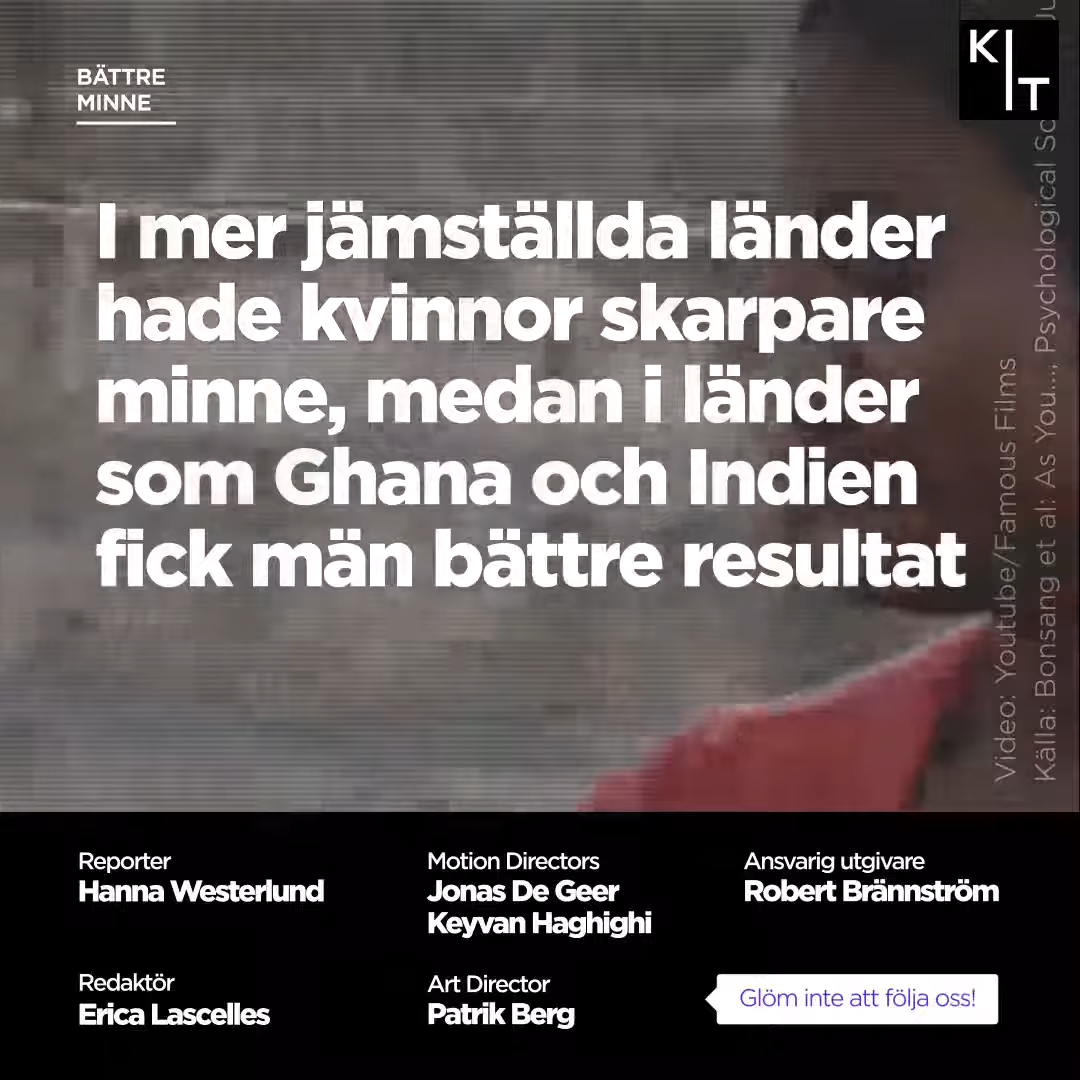 BÄTTRE
MINNE
K|T
I mer jämställda länder
hade kvinnor skarpare
minne, medan i länder
som Ghana och Indien
fick män bättre resultat
Video: Youtube/Famous Films
Källa: Bonsang et al: As You..., Psychological
Reporter
Hanna Westerlund
Motion Directors
Jonas De Geer
Keyvan Haghighi
Ansvarig utgivare
Robert Brännström
Redaktör
Erica Lascelles
Art Director
Patrik Berg
Glöm inte att följa oss!